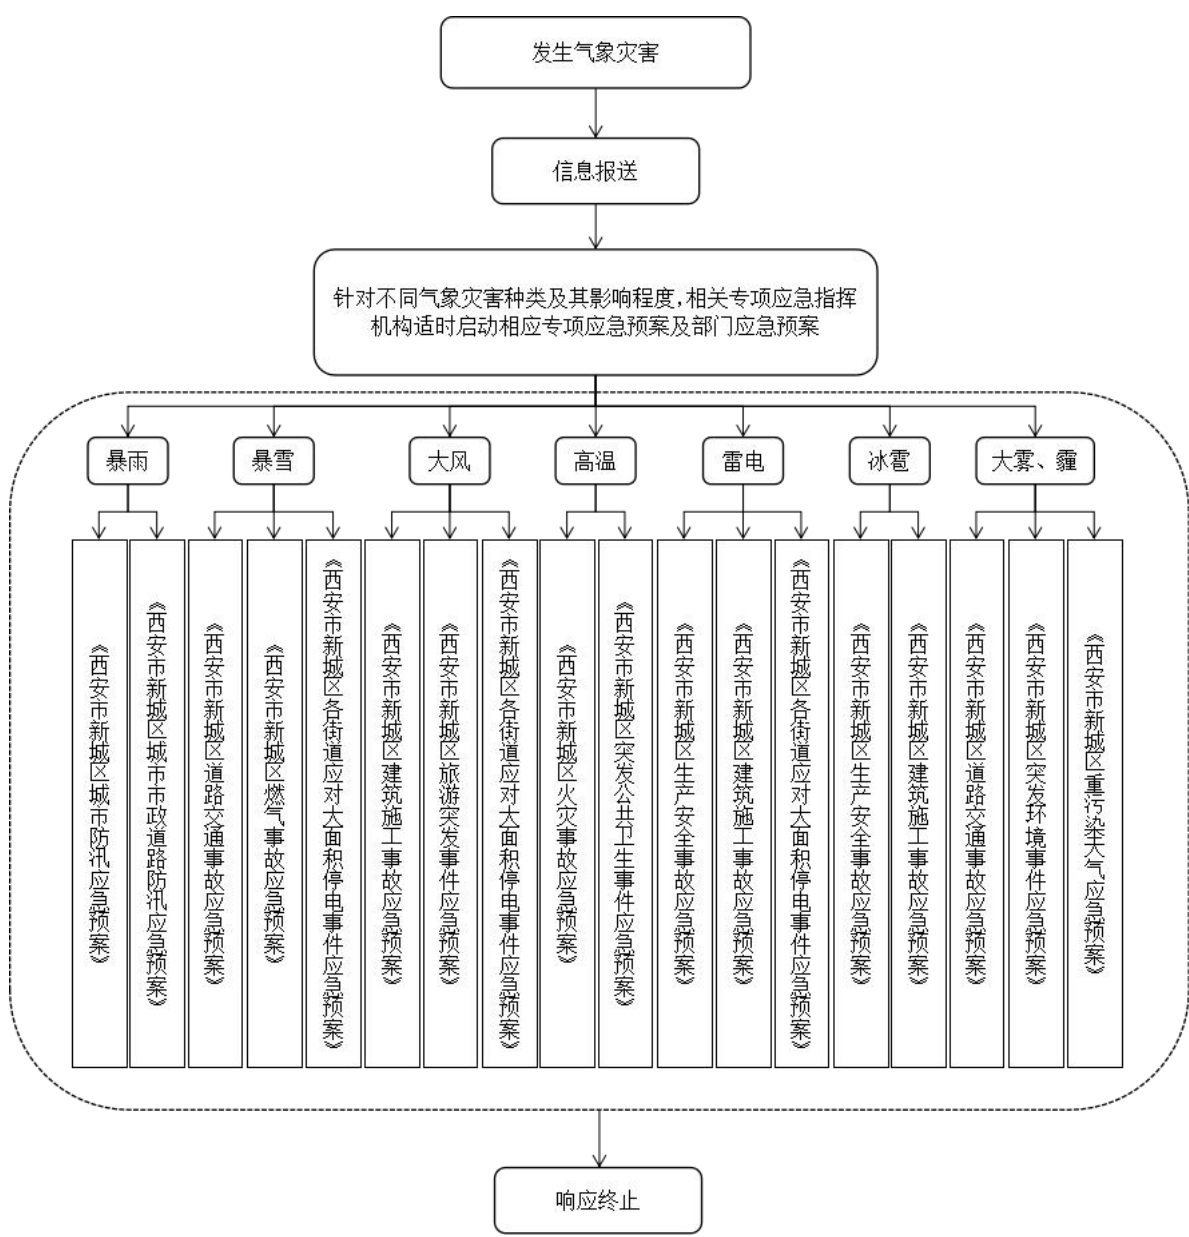 发生气象灾害
信息报送
针对不同气象灾害种类及其影响程度，相关专项应急指挥
机构适时启动相应专项应急预案及部门应急预案
暴雨
暴雪
大风
高温
雷电
冰雹
大雾、霾
《西安市新城区城市防汛应急预案》
《西安市新城区城市市政道路防汛应急预案》
《西安市新城区道路交通事故应急预案》
《西安市新城区燃气事故应急预案》
《西安市新城区各街道应对大面积停电事件应急预案》
《西安市新城区建筑施工事故应急预案》
《西安市新城区旅游突发事件应急预案》
《西安市新城区各街道应对大面积停电事件应急预案》
《西安市新城区火灾事故应急预案》
《西安市新城区突发公共卫生事件应急预案》
《西安市新城区生产安全事故应急预案》
《西安市新城区建筑施工事故应急预案》
《西安市新城区各街道应对大面积停电事件应急预案》
《西安市新城区生产安全事故应急预案》
《西安市新城区建筑施工事故应急预案》
《西安市新城区道路交通事故应急预案》
《西安市新城区突发环境事件应急预案》
《西安市新城区重污染天气应急预案》
响应终止